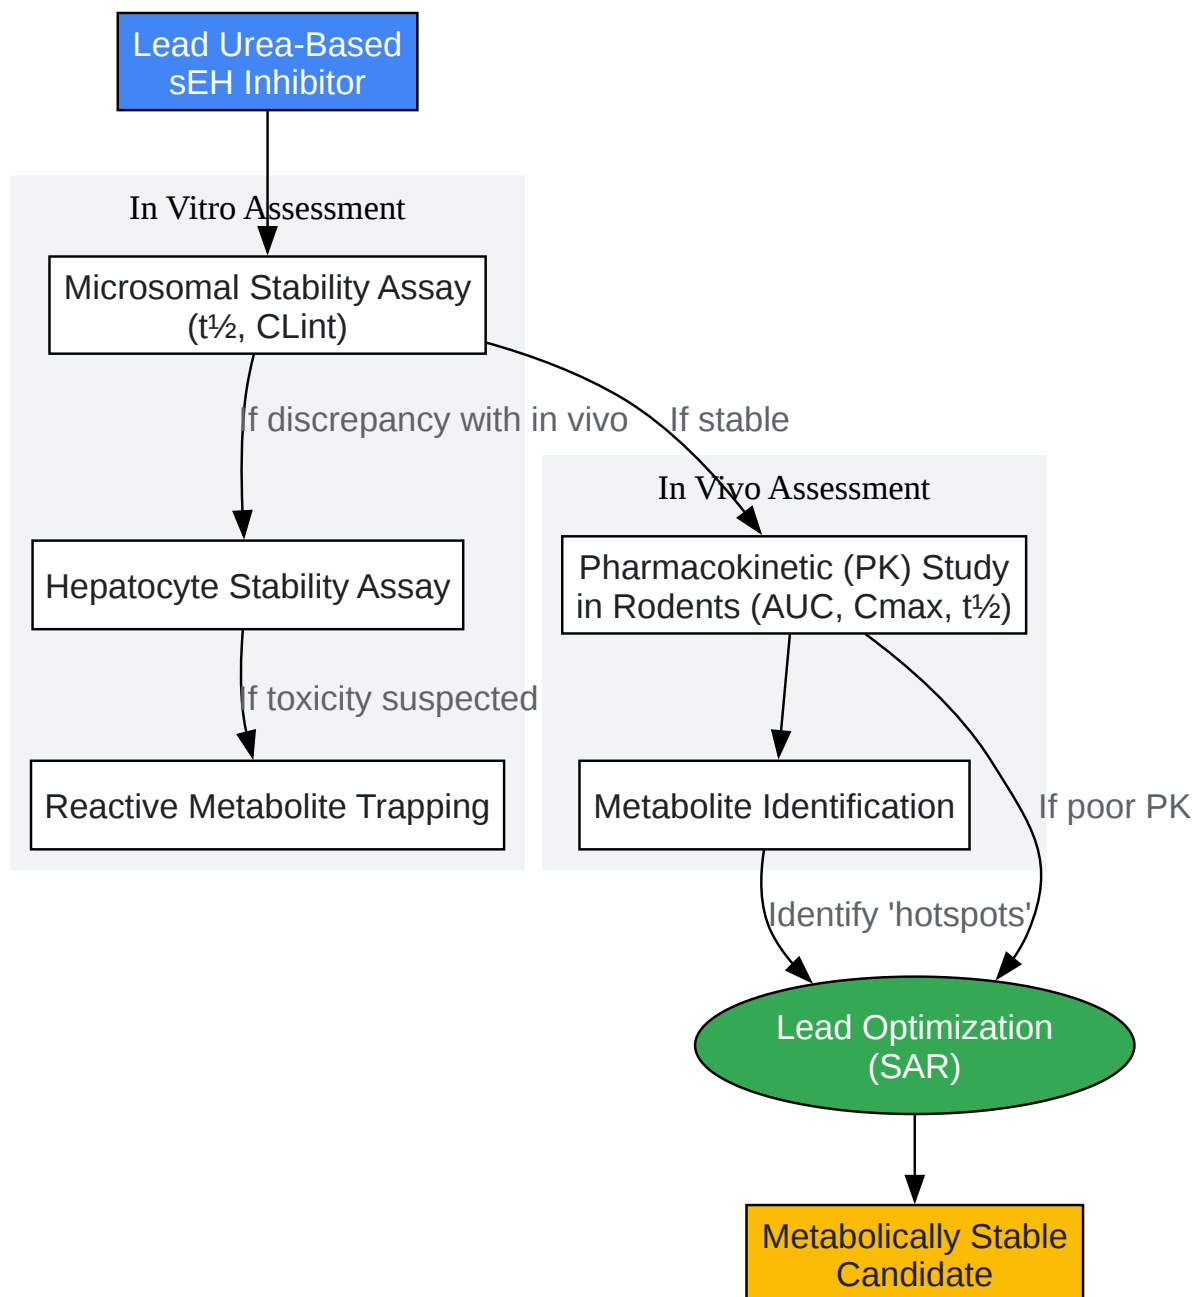 Lead Urea-Based
sEH Inhibitor
In Vitro Assessment
Microsomal Stability Assay
(t½, CLint)
If discrepancy with in vivo
If stable
In Vivo Assessment
Pharmacokinetic (PK) Study
in Rodents (AUC, Cmax, t½)
Hepatocyte Stability Assay
If toxicity suspected
Reactive Metabolite Trapping
Metabolite Identification
If poor PK
Identify 'hotspots'
Lead Optimization
(SAR)
Metabolically Stable
Candidate